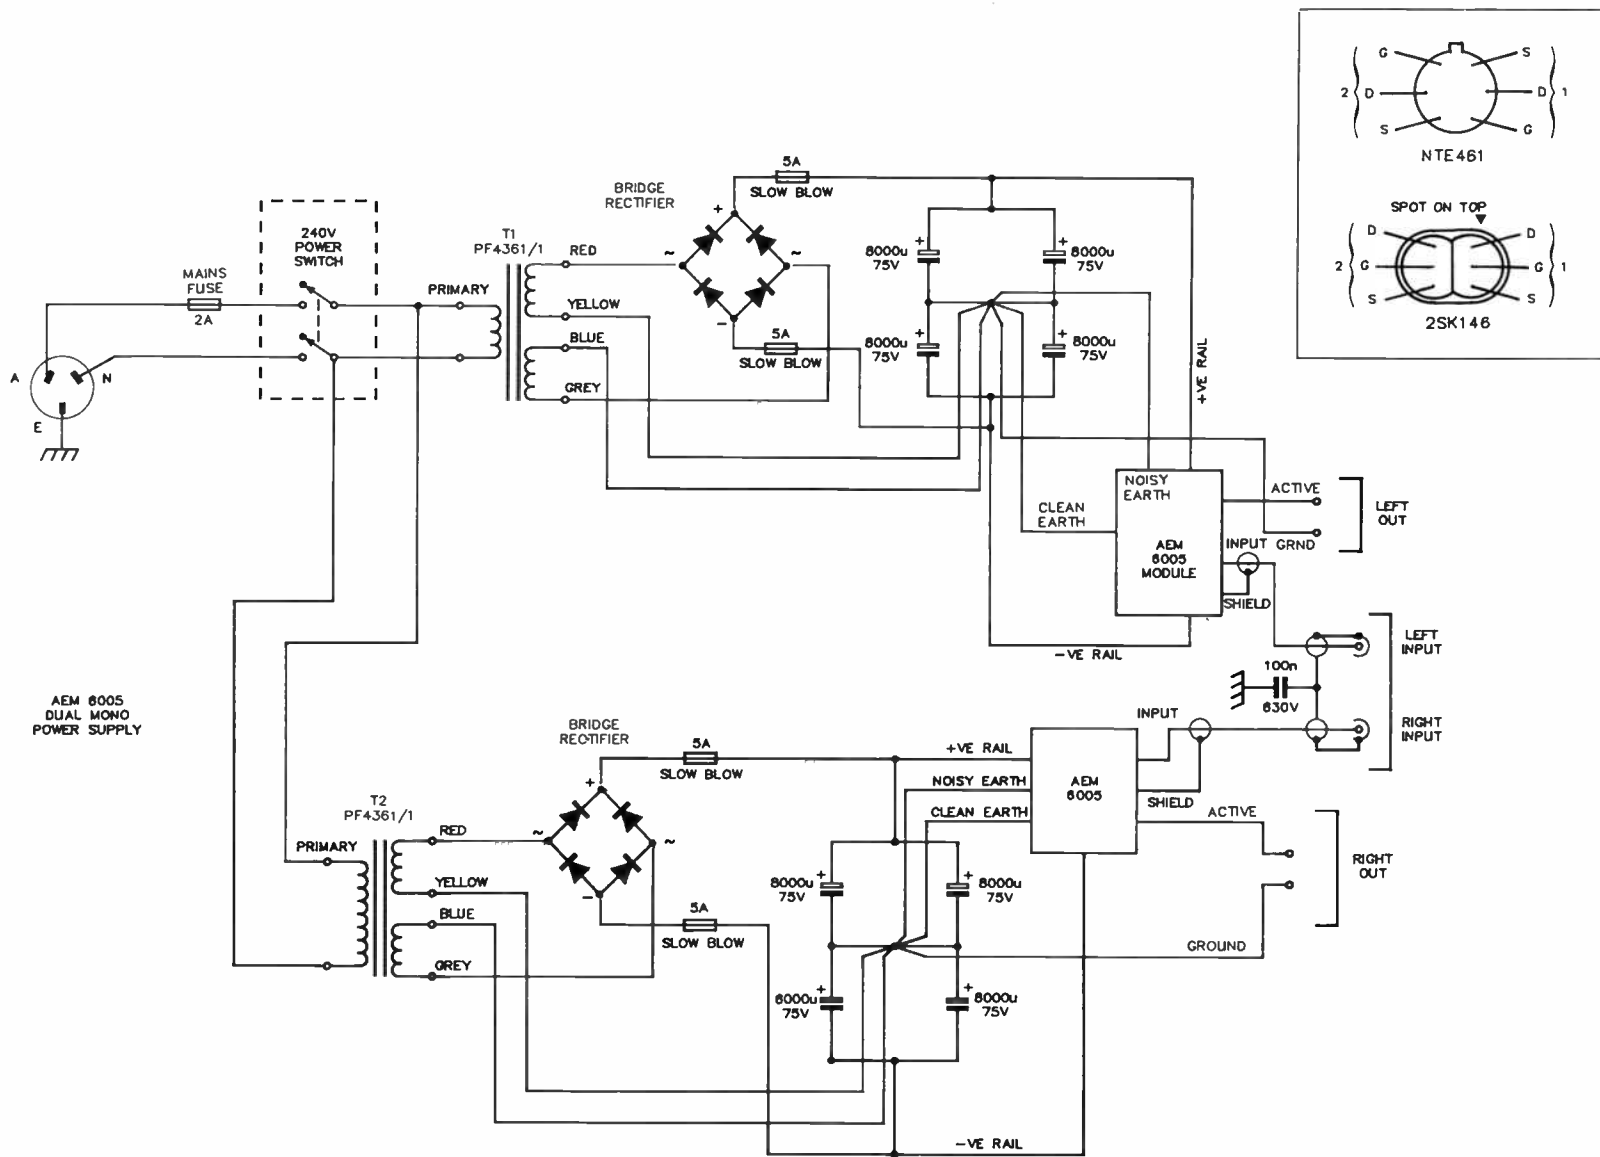 G
S
2
D
D
1
S
G
NTE461
SPOT ON TOP
D
D
2
G
G
1
S
S
2SK146
5A
SLOW BLOW
BRIDGE
RECTIFIER
+
~
~
-
240V
POWER
SWITCH
MAINS
FUSE
2A
A
N
E
T1
PF4361/1
PRIMARY
RED
YELLOW
BLUE
GREY
5A
SLOW BLOW
+
8000u
75V
+
8000u
75V
+
8000u
75V
+
8000u
75V
+VE RAIL
NOISY
EARTH
CLEAN
EARTH
AEM
6005
MODULE
ACTIVE
LEFT
OUT
INPUT
GRND
SHIELD
-VE RAIL
LEFT
INPUT
100n
630V
RIGHT
INPUT
AEM 6005
DUAL MONO
POWER SUPPLY
BRIDGE
RECTIFIER
5A
SLOW BLOW
+
~
~
-
T2
PF4361/1
PRIMARY
RED
YELLOW
BLUE
GREY
5A
SLOW BLOW
+VE RAIL
NOISY EARTH
CLEAN EARTH
AEM
6005
INPUT
SHIELD
ACTIVE
RIGHT
OUT
GROUND
+
8000u
75V
+
8000u
75V
+
8000u
75V
+
8000u
75V
-VE RAIL